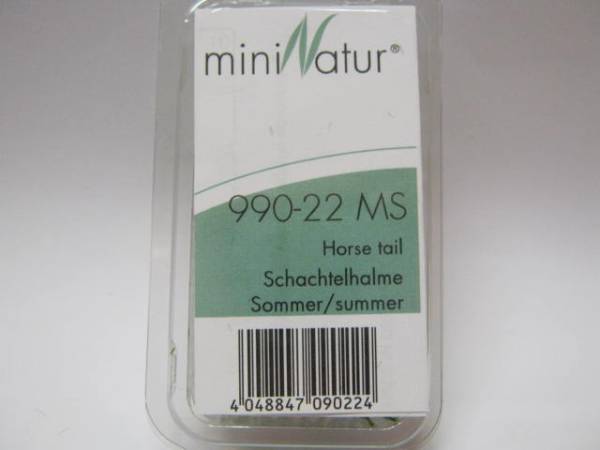 miniNatur®
990-22 MS
Horse tail
Schachtelhalme
Sommer/summer
4 048847 090224